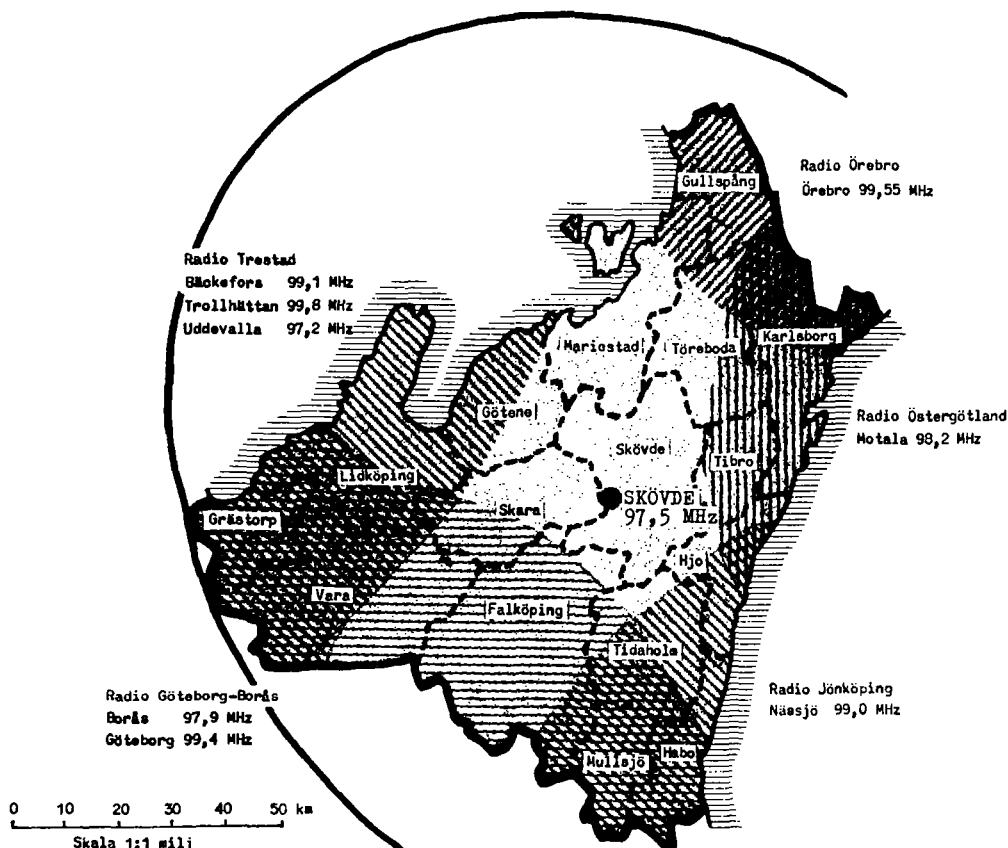 Gullspång
Radio Örebro
Örebro 99,55 MHz
Radio Trestad
Bäckefors 99,1 MHz
Trollhättan 99,8 MHz
Uddevalla 97,2 MHz
Mariestad
Töreboda
Karlsborg
Götene
Radio Östergötland
Motala 98,2 MHz
Skövde
Tibro
Lidköping
SKÖVDE
97,5 MHz
Skara
Grästorp
Hjo
Vara
Falköping
Tidaholm
Radio Jönköping
Nässjö 99,0 MHz
Radio Göteborg-Borås
Borås 97,9 MHz
Göteborg 99,4 MHz
Habo
Mullsjö
0 10 20 30 40 50 km
Skala 1:1 milj